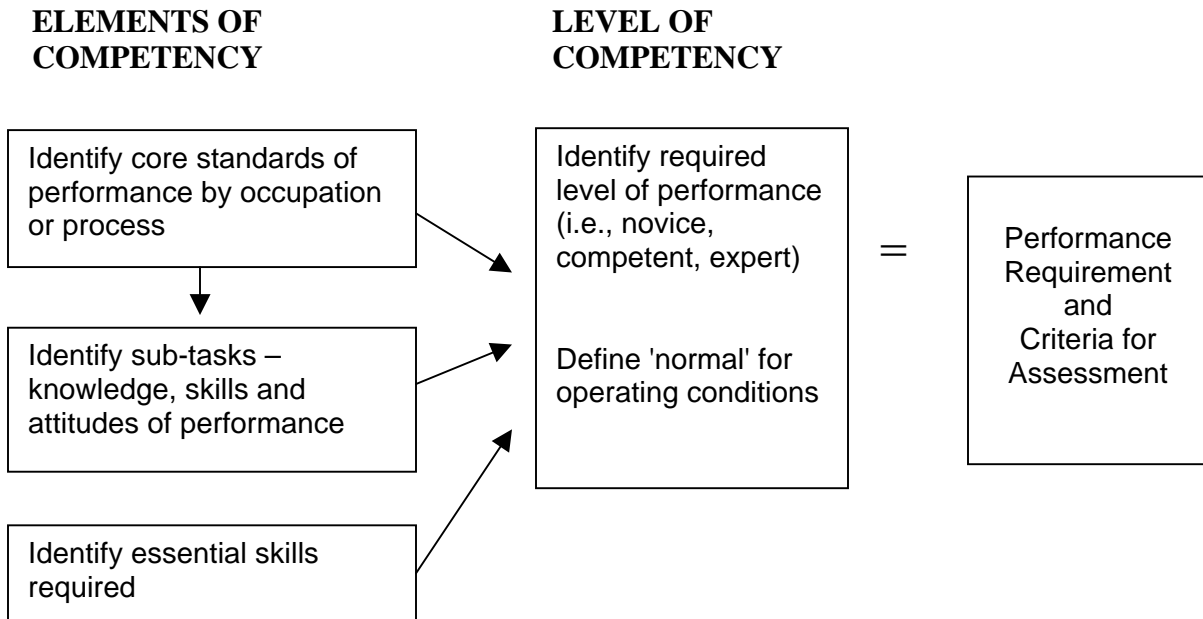 ELEMENTS OF
COMPETENCY
LEVEL OF
COMPETENCY
Identify core standards of
performance by occupation
or process
Identify sub-tasks –
knowledge, skills and
attitudes of performance
Identify essential skills
required
Identify required
level of performance
(i.e., novice,
competent, expert)
Define 'normal' for
operating conditions
=
Performance
Requirement
and
Criteria for
Assessment